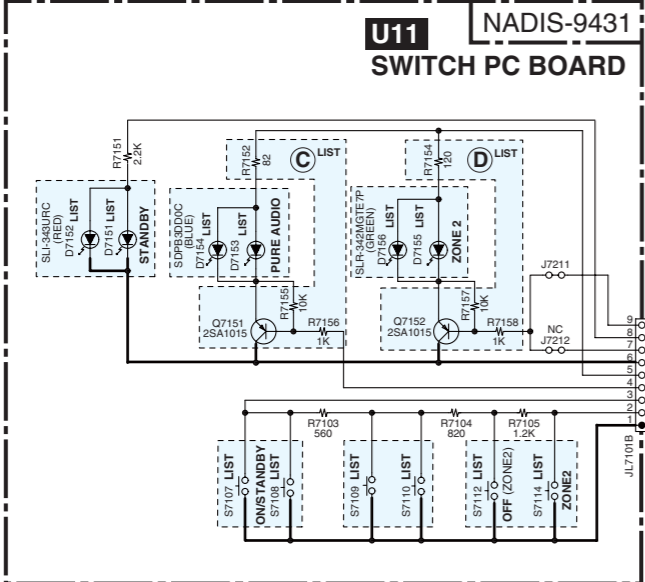 U11
NADIS-9431
SWITCH PC BOARD
R7151
2.2K
R7152
82
C
LIST
R7154
120
D
LIST
SLI-343URC
(RED)
D7152 LIST
D7151 LIST
STANDBY
SDPB3DD0C
(BLUE)
D7154 LIST
D7153 LIST
PURE AUDIO
SLR-342MGTE7P
(GREEN)
D7156 LIST
D7155 LIST
ZONE 2
J7211
R7155
10K
Q7151
2SA1015
R7156
1K
R7157
10K
Q7152
2SA1015
R7158
1K
NC
J7212
9
8
7
6
5
4
3
2
1
JL7101B
R7103
560
R7104
820
R7105
1.2K
S7107 LIST
ON/STANDBY
S7108 LIST
S7109 LIST
S7110 LIST
S7112 LIST
OFF (ZONE2)
S7114 LIST
ZONE2